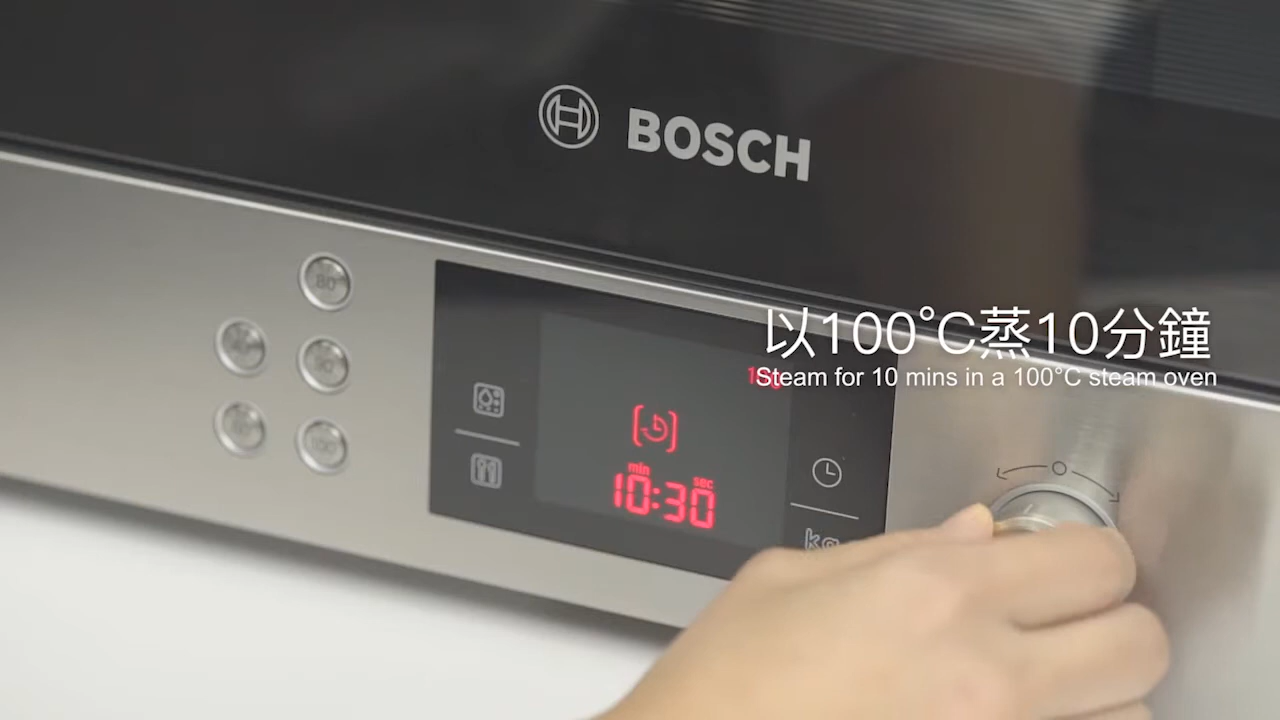 BOSCH
80°
以100°C蒸10分鐘
Steam for 10 mins in a 100°C steam oven
min
sec
10:30
kg